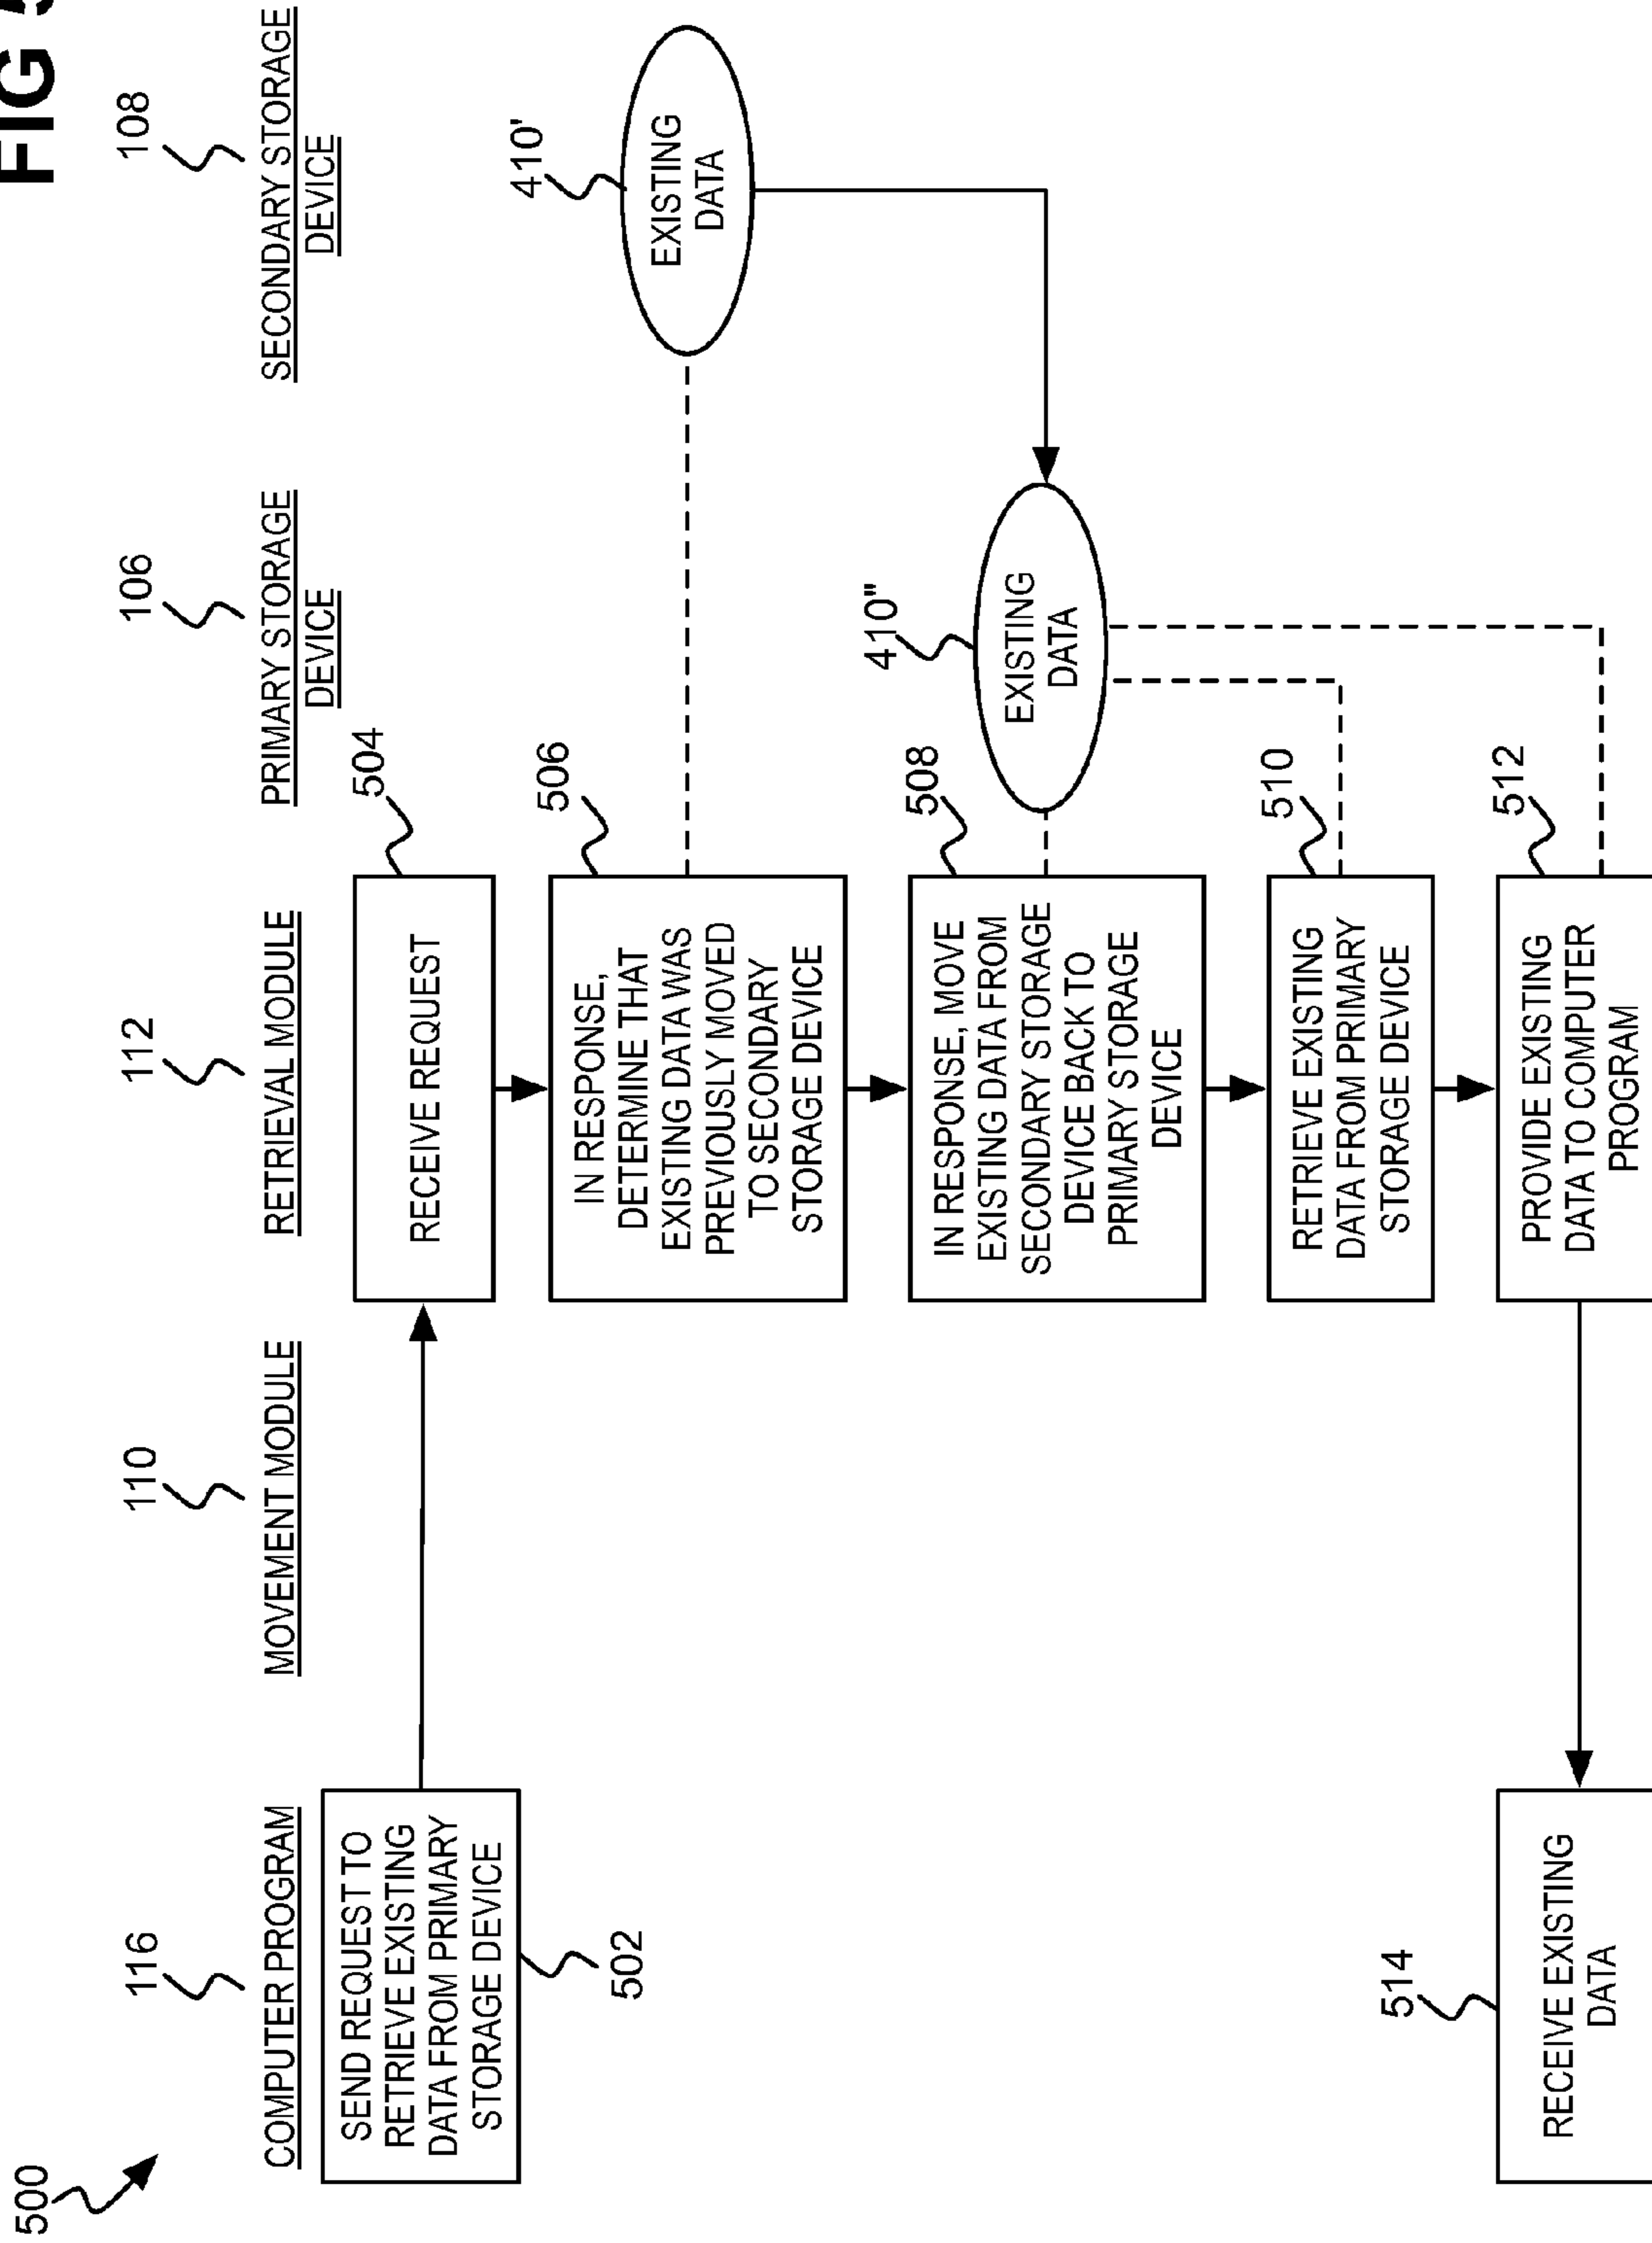 FIG
500
116
110
112
106
108
COMPUTER PROGRAM
MOVEMENT MODULE
RETRIEVAL MODULE
PRIMARY STORAGE
DEVICE
SECONDARY STORAGE
DEVICE
SEND REQUEST TO
RETRIEVE EXISTING
DATA FROM PRIMARY
STORAGE DEVICE
502
504
RECEIVE REQUEST
506
IN RESPONSE,
DETERMINE THAT
EXISTING DATA WAS
PREVIOUSLY MOVED
TO SECONDARY
STORAGE DEVICE
410'
EXISTING
DATA
508
IN RESPONSE, MOVE
EXISTING DATA FROM
SECONDARY STORAGE
DEVICE BACK TO
PRIMARY STORAGE
DEVICE
410"
EXISTING
DATA
510
RETRIEVE EXISTING
DATA FROM PRIMARY
STORAGE DEVICE
512
PROVIDE EXISTING
DATA TO COMPUTER
PROGRAM
514
RECEIVE EXISTING
DATA